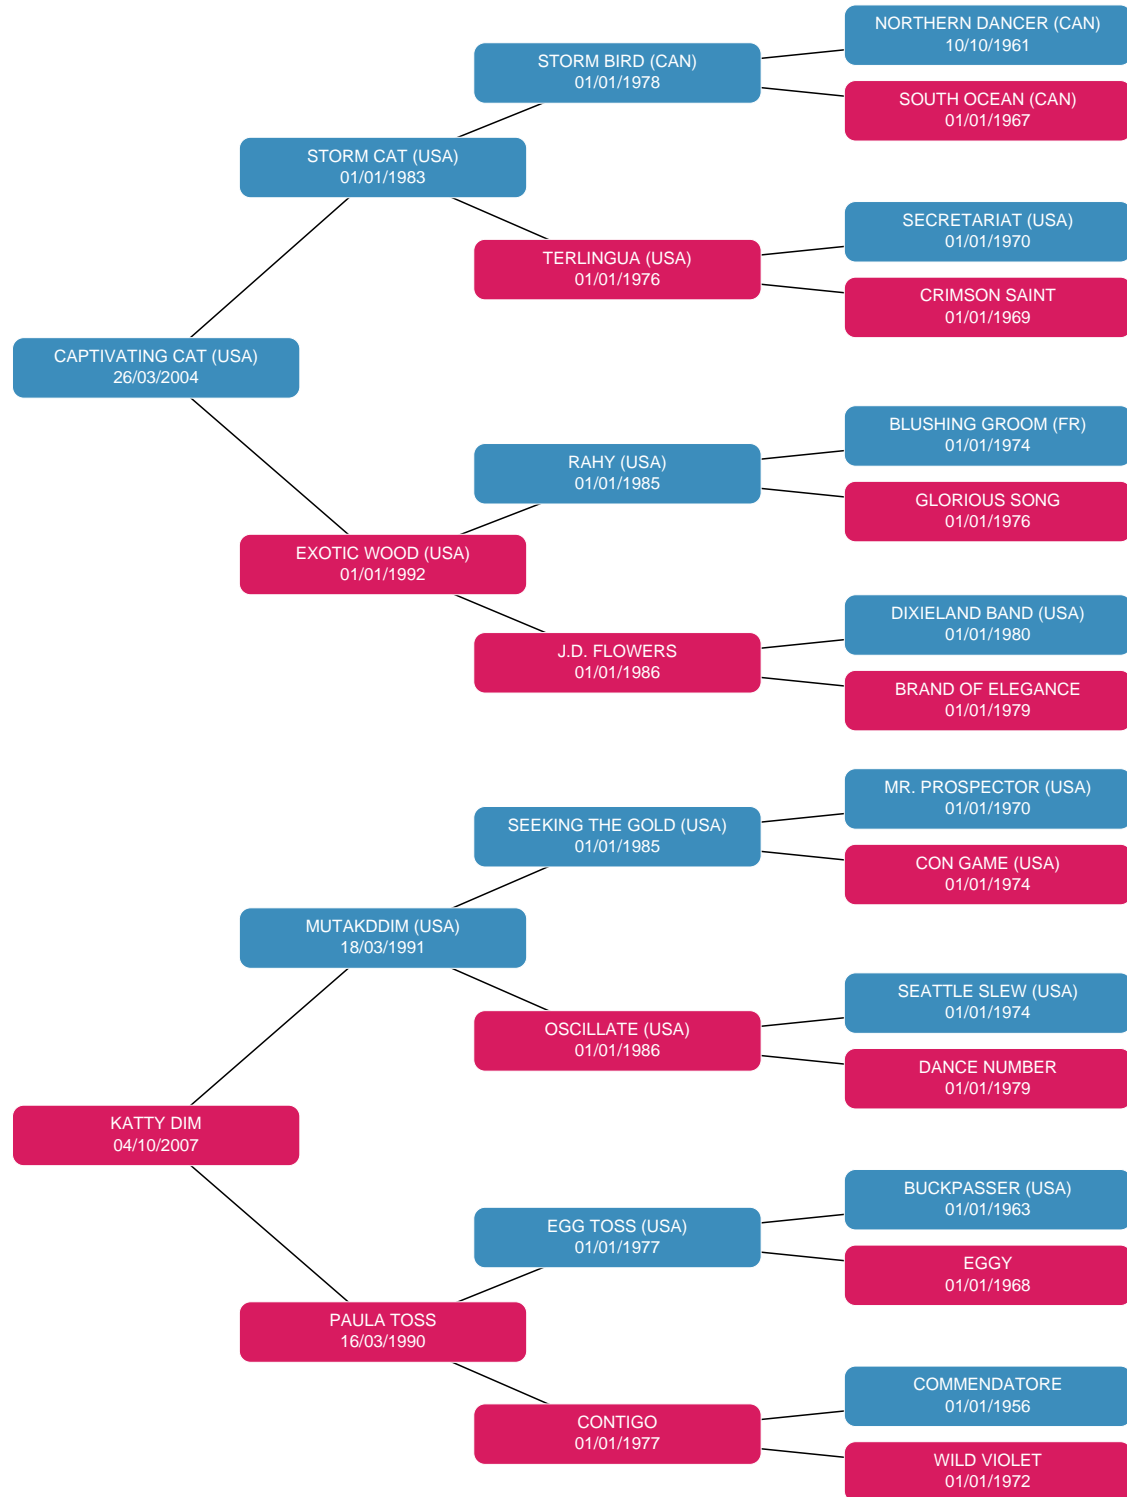 NORTHERN DANCER (CAN)
10/10/1961
STORM BIRD (CAN)
01/01/1978
SOUTH OCEAN (CAN)
01/01/1967
STORM CAT (USA)
01/01/1983
SECRETARIAT (USA)
01/01/1970
TERLINGUA (USA)
01/01/1976
CRIMSON SAINT
01/01/1969
CAPTIVATING CAT (USA)
26/03/2004
BLUSHING GROOM (FR)
01/01/1974
RAHY (USA)
01/01/1985
GLORIOUS SONG
01/01/1976
EXOTIC WOOD (USA)
01/01/1992
DIXIELAND BAND (USA)
01/01/1980
J.D. FLOWERS
01/01/1986
BRAND OF ELEGANCE
01/01/1979
MR. PROSPECTOR (USA)
01/01/1970
SEEKING THE GOLD (USA)
01/01/1985
CON GAME (USA)
01/01/1974
MUTAKDDIM (USA)
18/03/1991
SEATTLE SLEW (USA)
01/01/1974
OSCILLATE (USA)
01/01/1986
DANCE NUMBER
01/01/1979
KATTY DIM
04/10/2007
BUCKPASSER (USA)
01/01/1963
EGG TOSS (USA)
01/01/1977
EGGY
01/01/1968
PAULA TOSS
16/03/1990
COMMENDATORE
01/01/1956
CONTIGO
01/01/1977
WILD VIOLET
01/01/1972